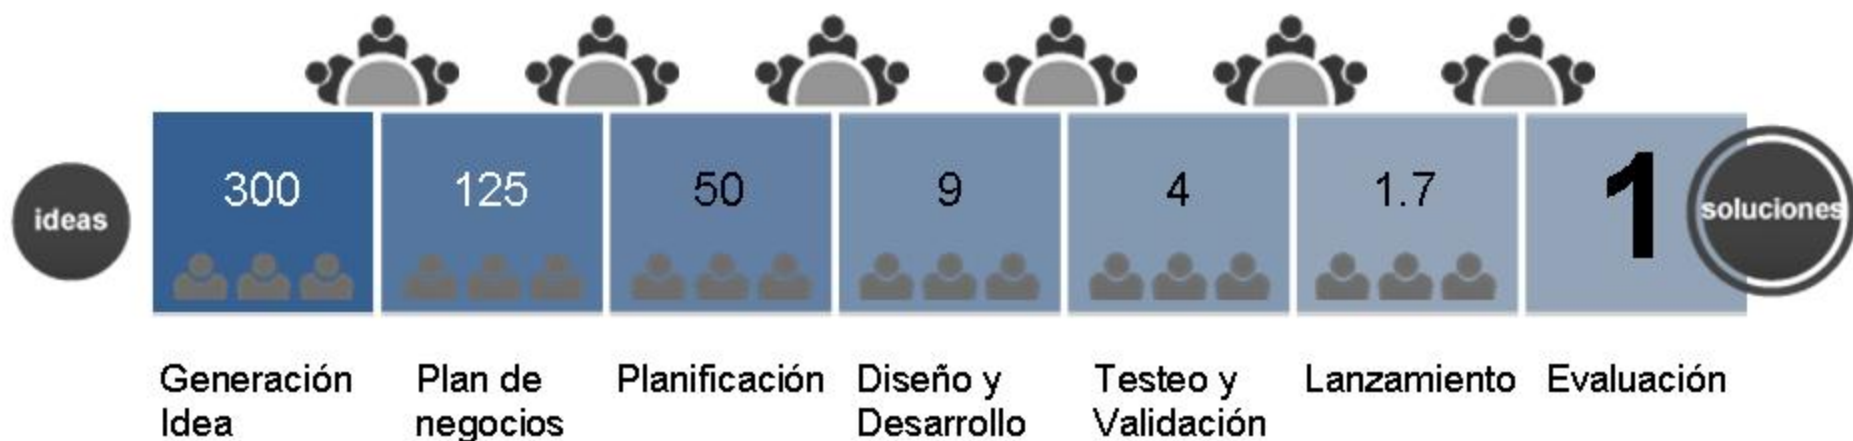 ideas
300
125
50
9
4
1.7
1
soluciones
Generación
Idea
Plan de
negocios
Planificación
Diseño y
Desarrollo
Testeo y
Validación
Lanzamiento
Evaluación